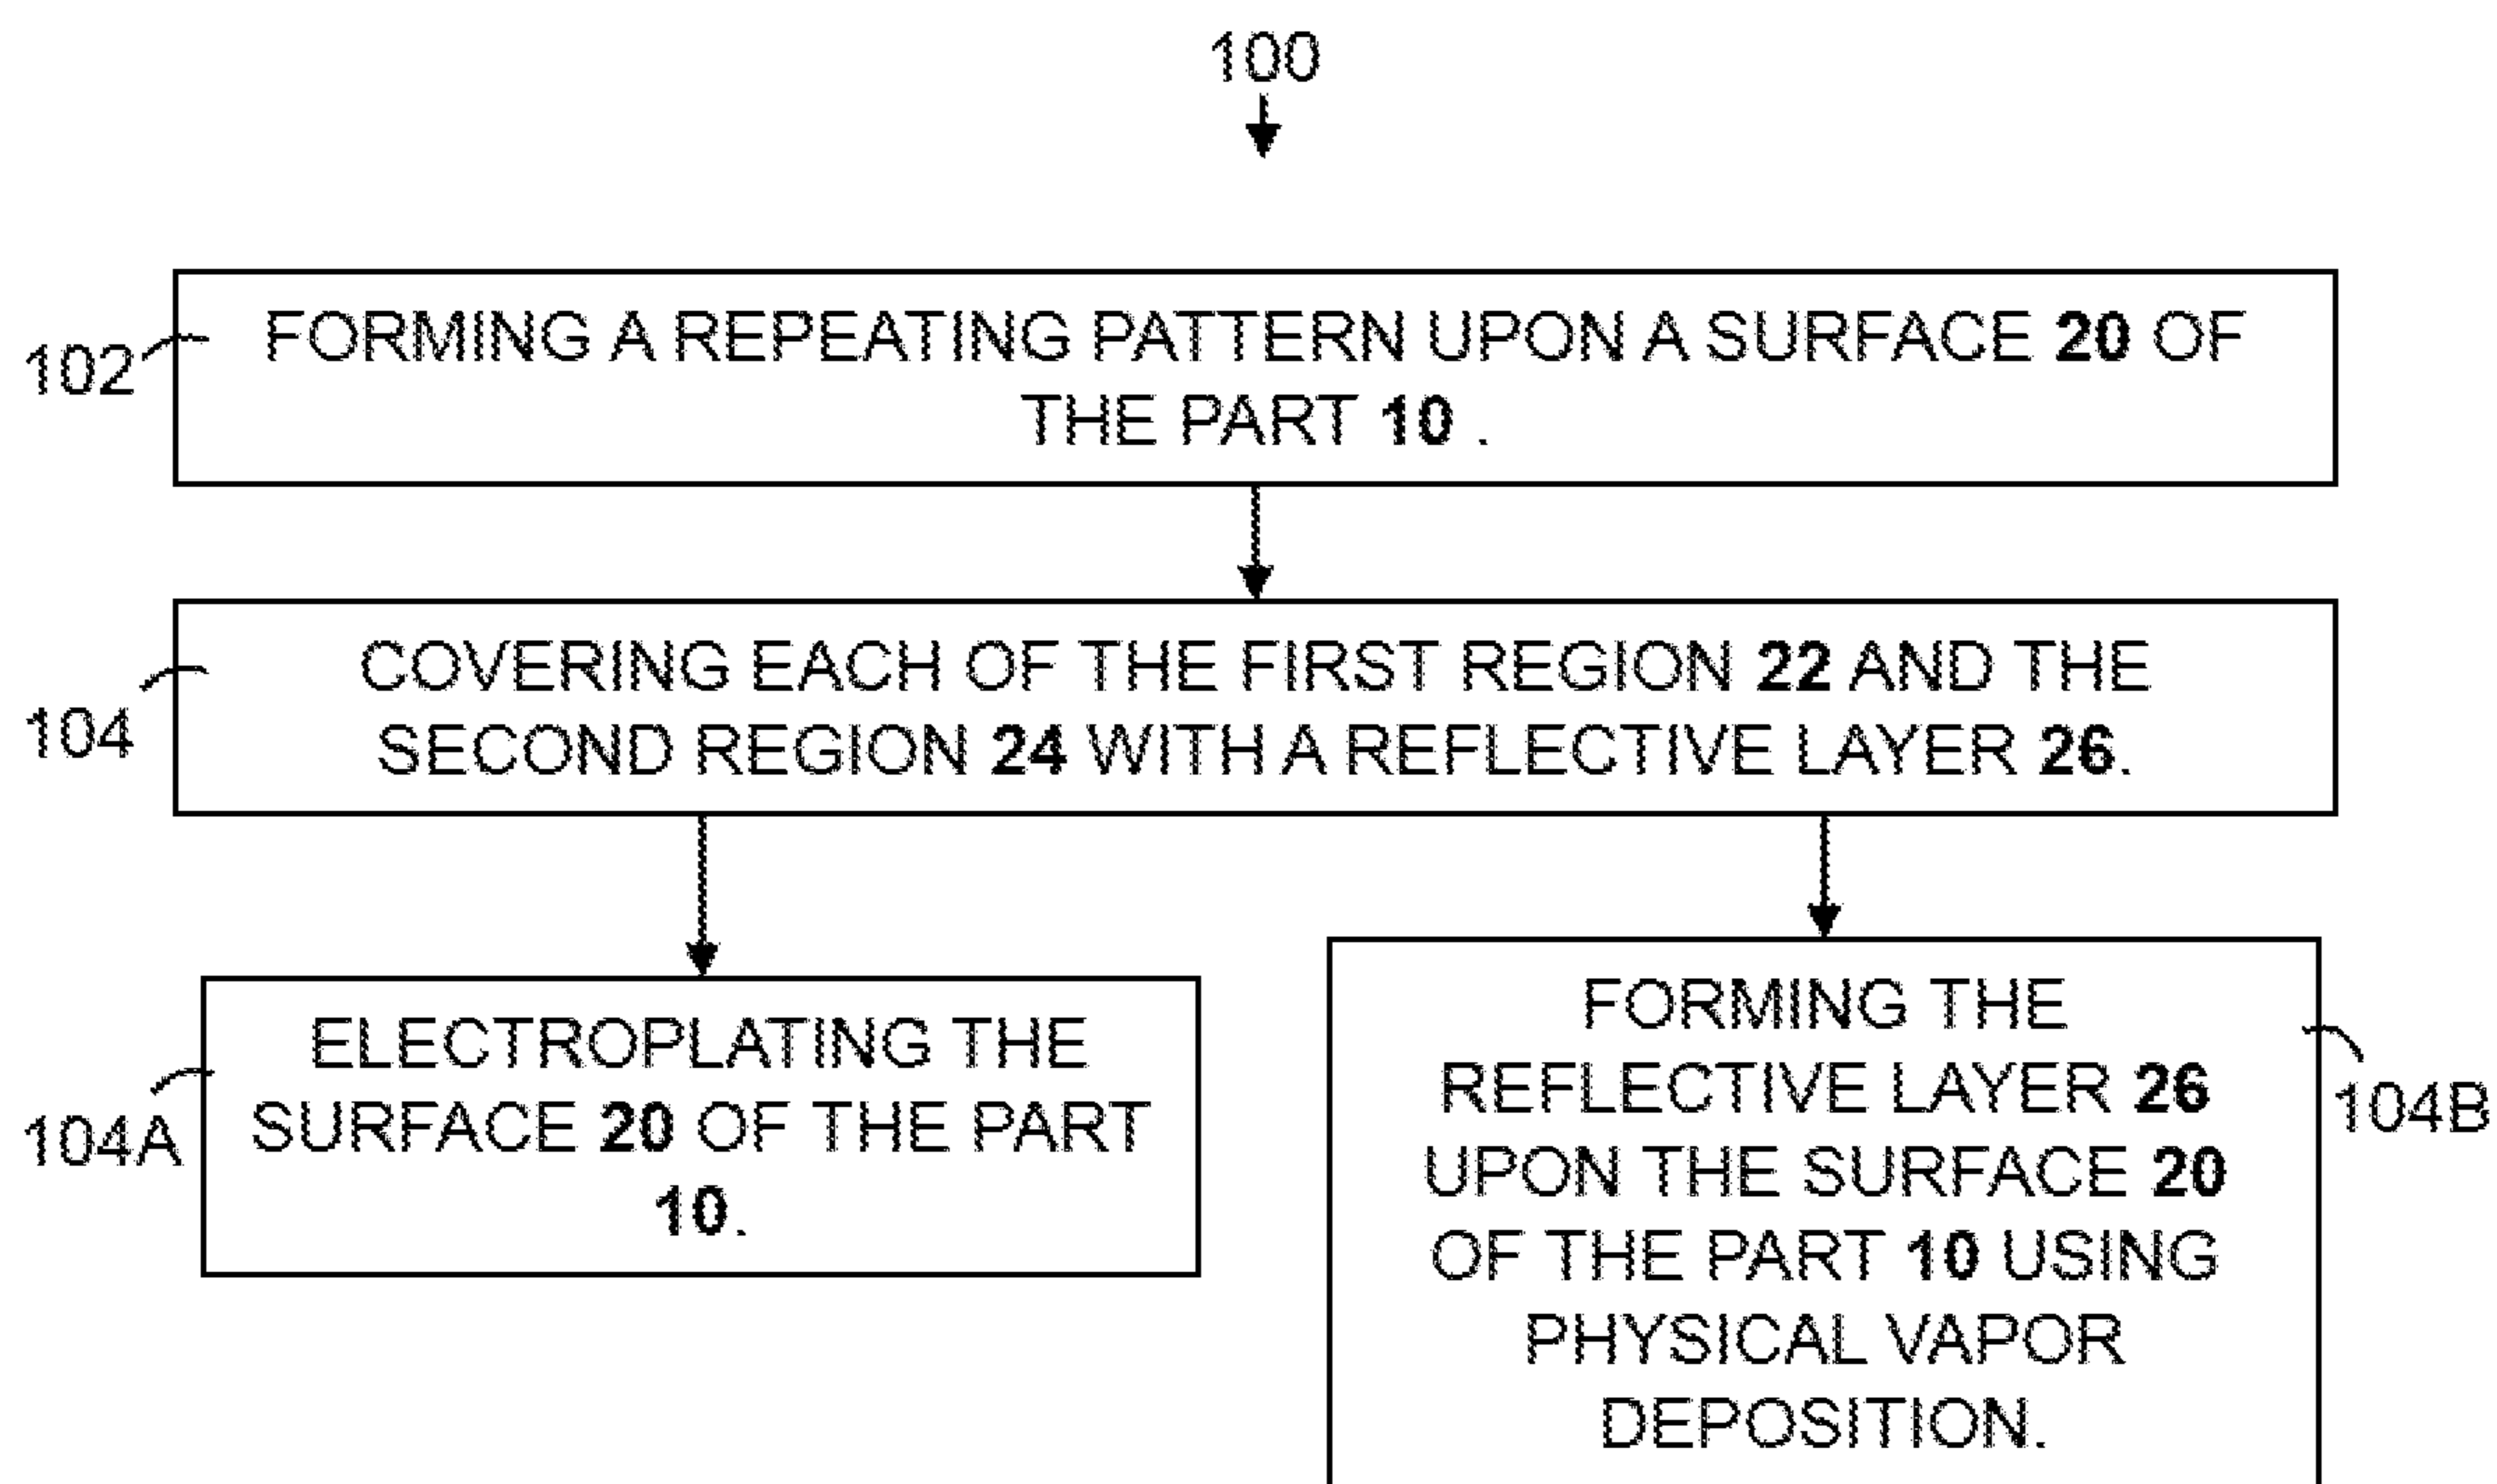 100
102
FORMING A REPEATING PATTERN UPON A SURFACE 20 OF
THE PART 10 .
104
COVERING EACH OF THE FIRST REGION 22 AND THE
SECOND REGION 24 WITH A REFLECTIVE LAYER 26.
104A
ELECTROPLATING THE
SURFACE 20 OF THE PART
10.
104B
FORMING THE
REFLECTIVE LAYER 26
UPON THE SURFACE 20
OF THE PART 10 USING
PHYSICAL VAPOR
DEPOSITION.